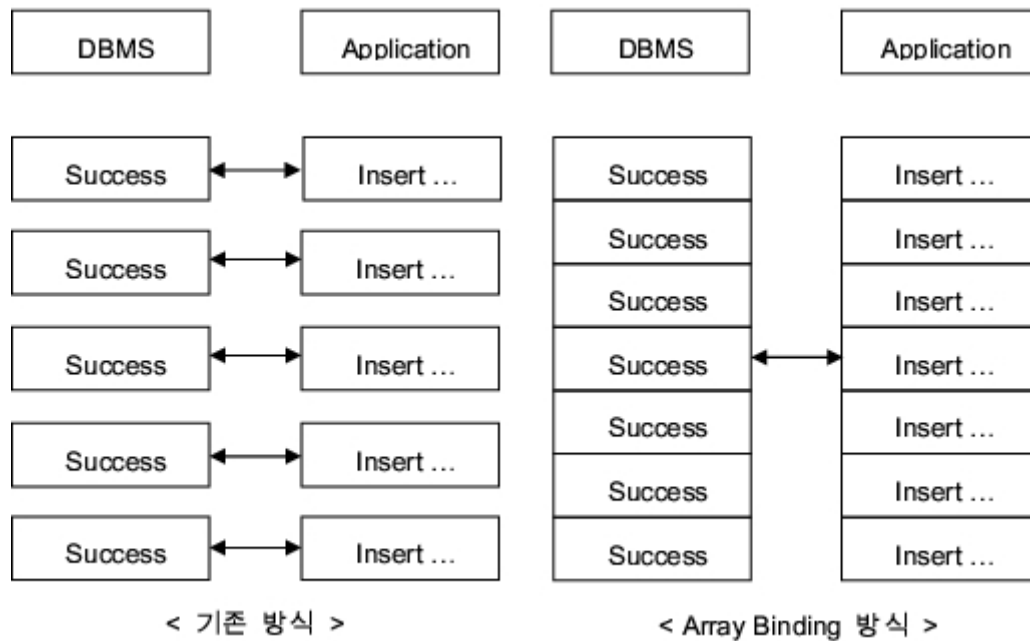 DBMS Application DBMS Application
Success Insert ... Success Insert ...
Success Insert ...
Success Insert ...
Success Insert ...
Success Insert ...
Success Insert ...
Success Insert ...
Success Insert ...
Success Insert ...
Success Insert ...
Success Insert ...
< 기존 방식 > < Array Binding 방식 >